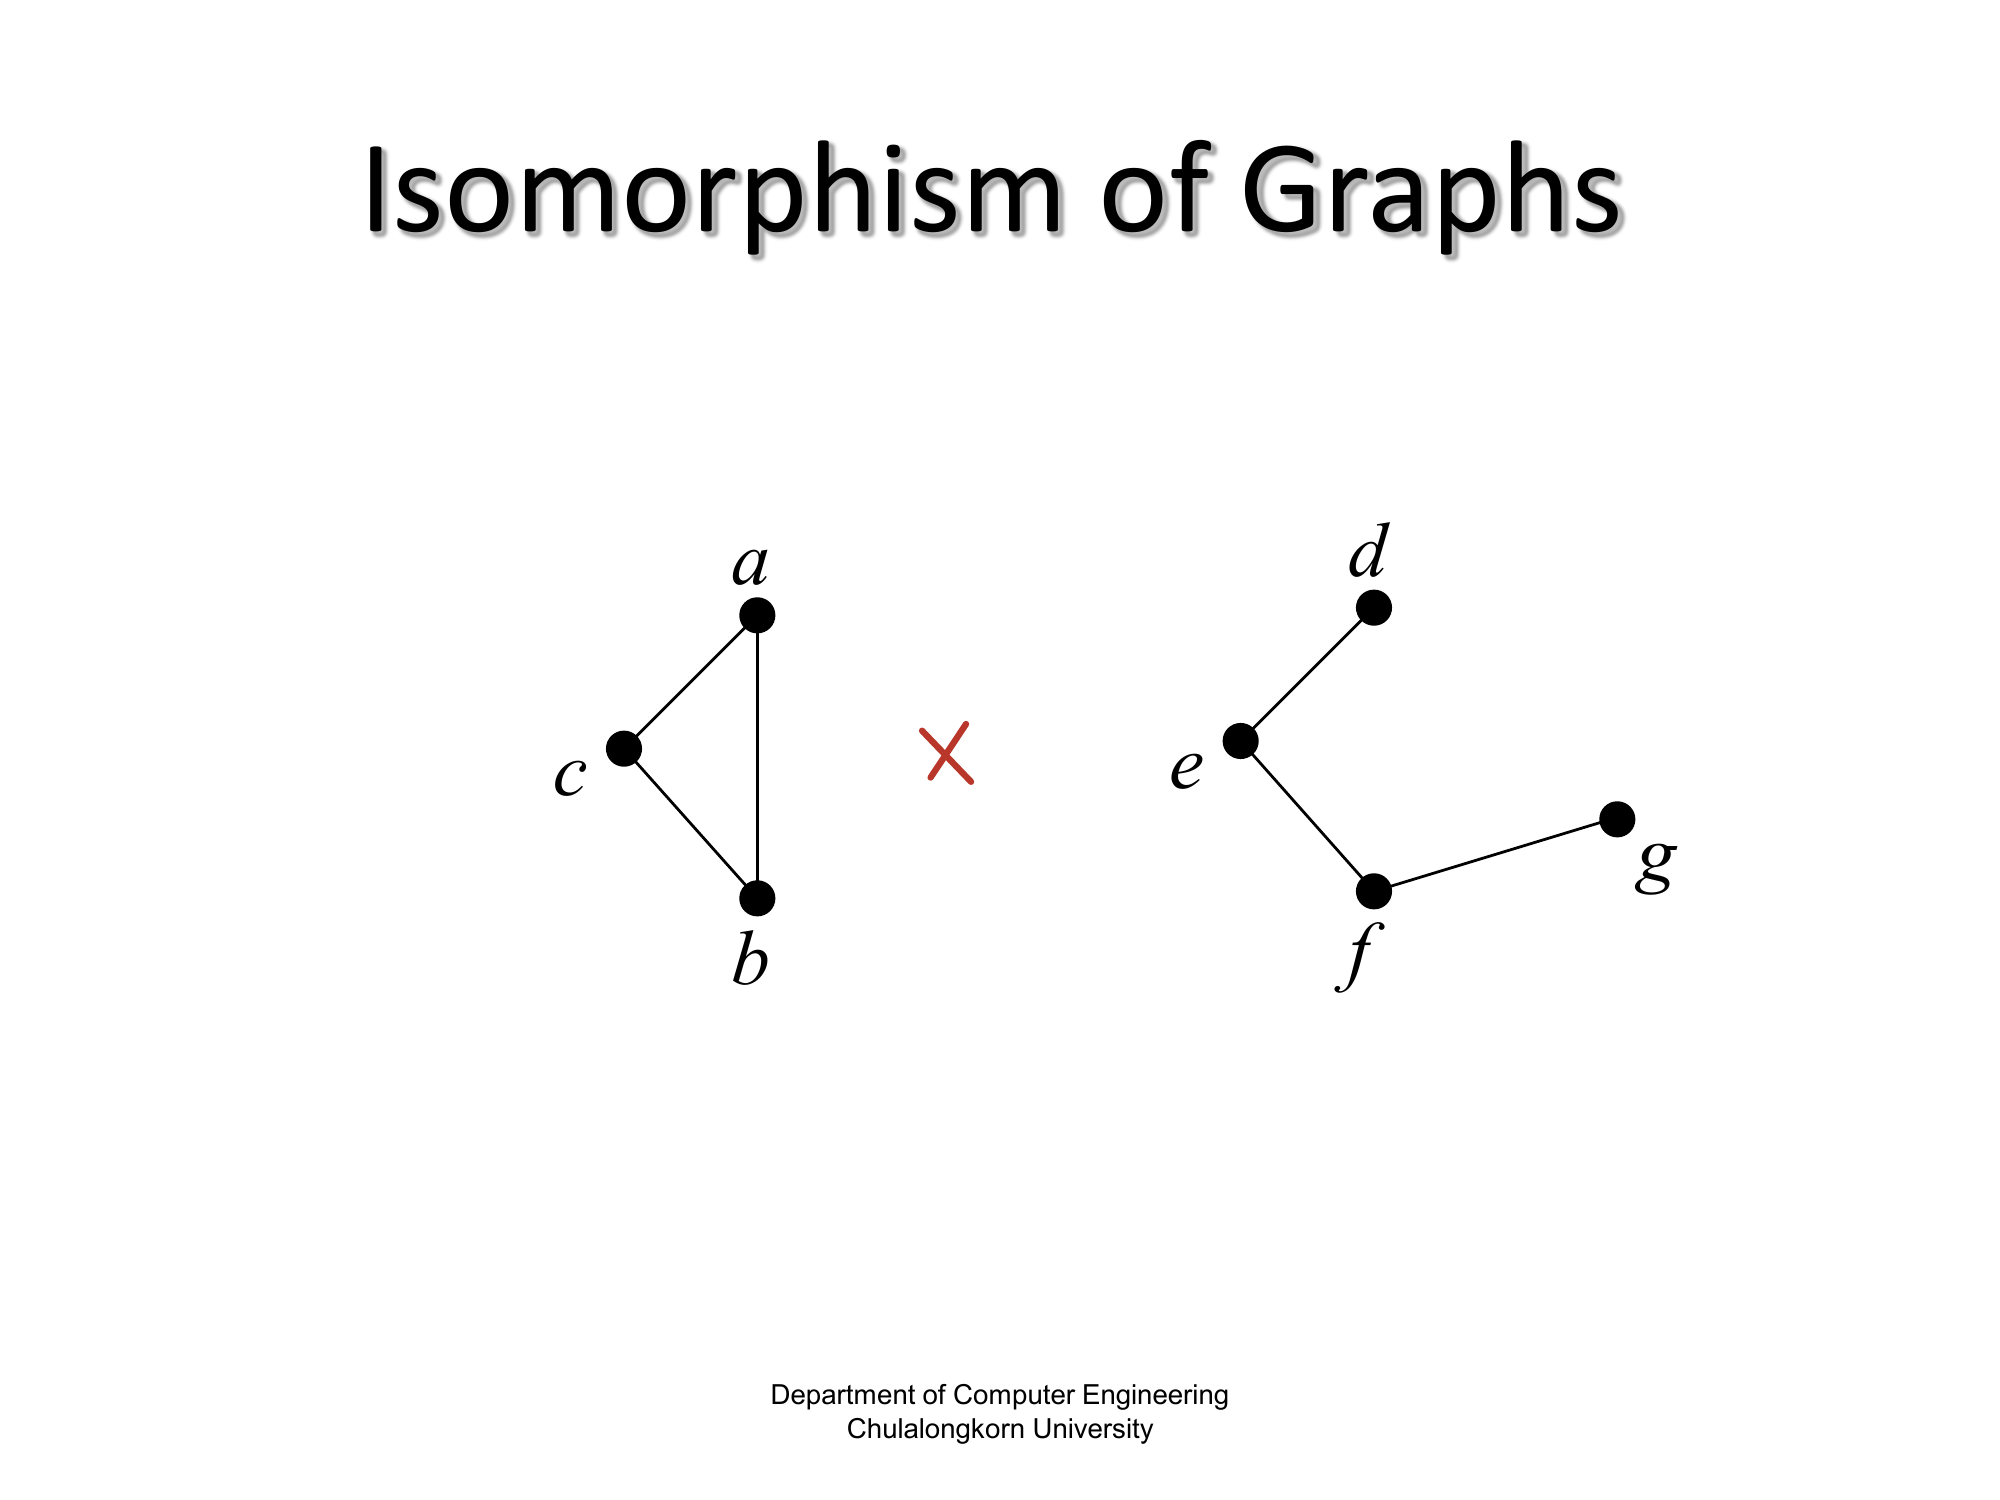 Isomorphism of Graphs
a
d
c
e
g
b
f
Department of Computer Engineering
Chulalongkorn University